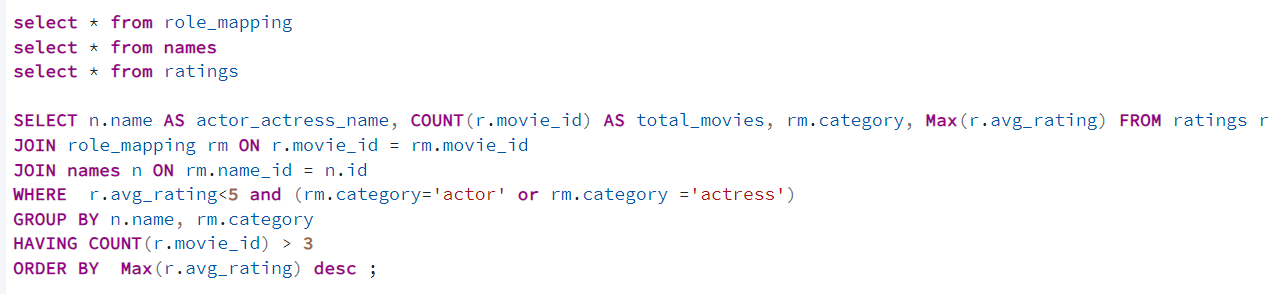 select * from role_mapping
select * from names
select * from ratings
SELECT n.name AS actor_actress_name, COUNT(r.movie_id) AS total_movies, rm.category, Max(r.avg_rating) FROM ratings r
JOIN role_mapping rm ON r.movie_id = rm.movie_id
JOIN names n ON rm.name_id = n.id
WHERE  r.avg_rating<5 and (rm.category='actor' or rm.category ='actress')
GROUP BY n.name, rm.category
HAVING COUNT(r.movie_id) > 3
ORDER BY  Max(r.avg_rating) desc ;